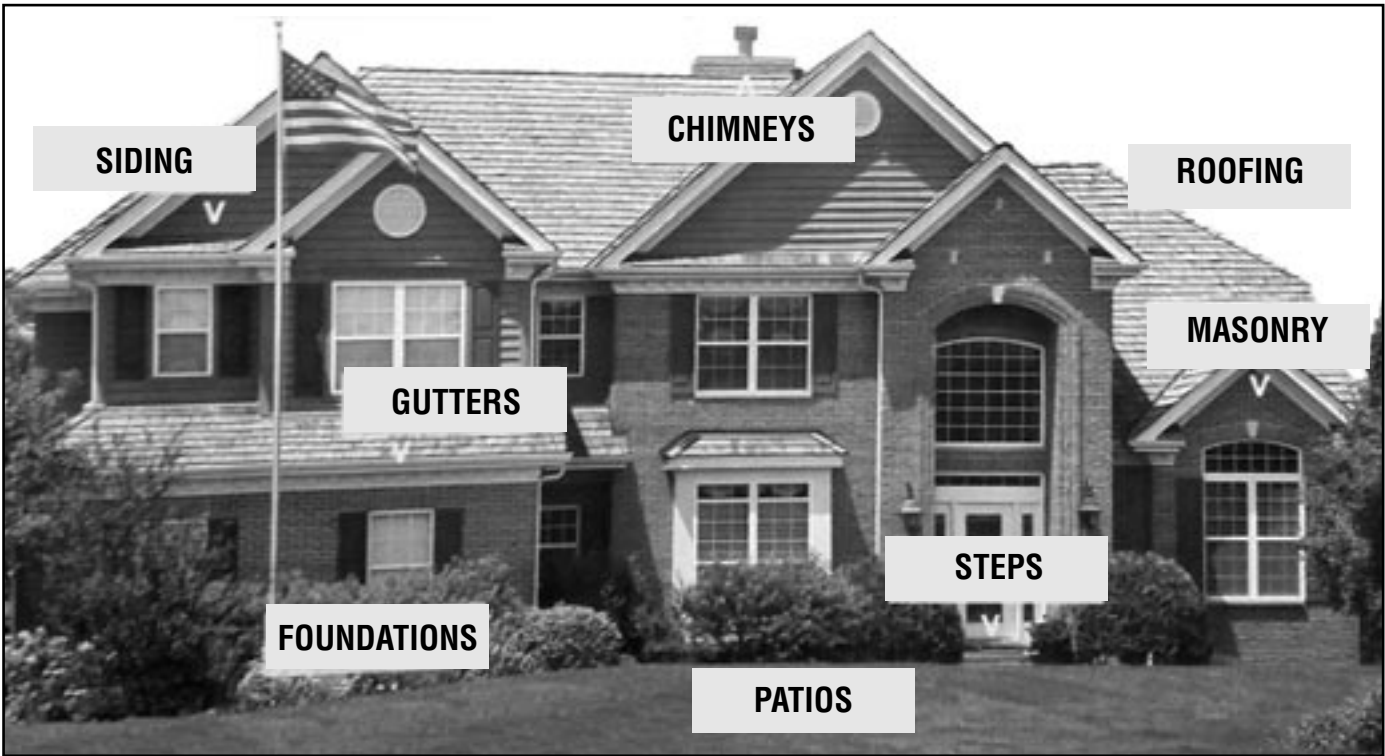 CHIMNEYS
SIDING
ROOFING
MASONRY
GUTTERS
STEPS
FOUNDATIONS
PATIOS